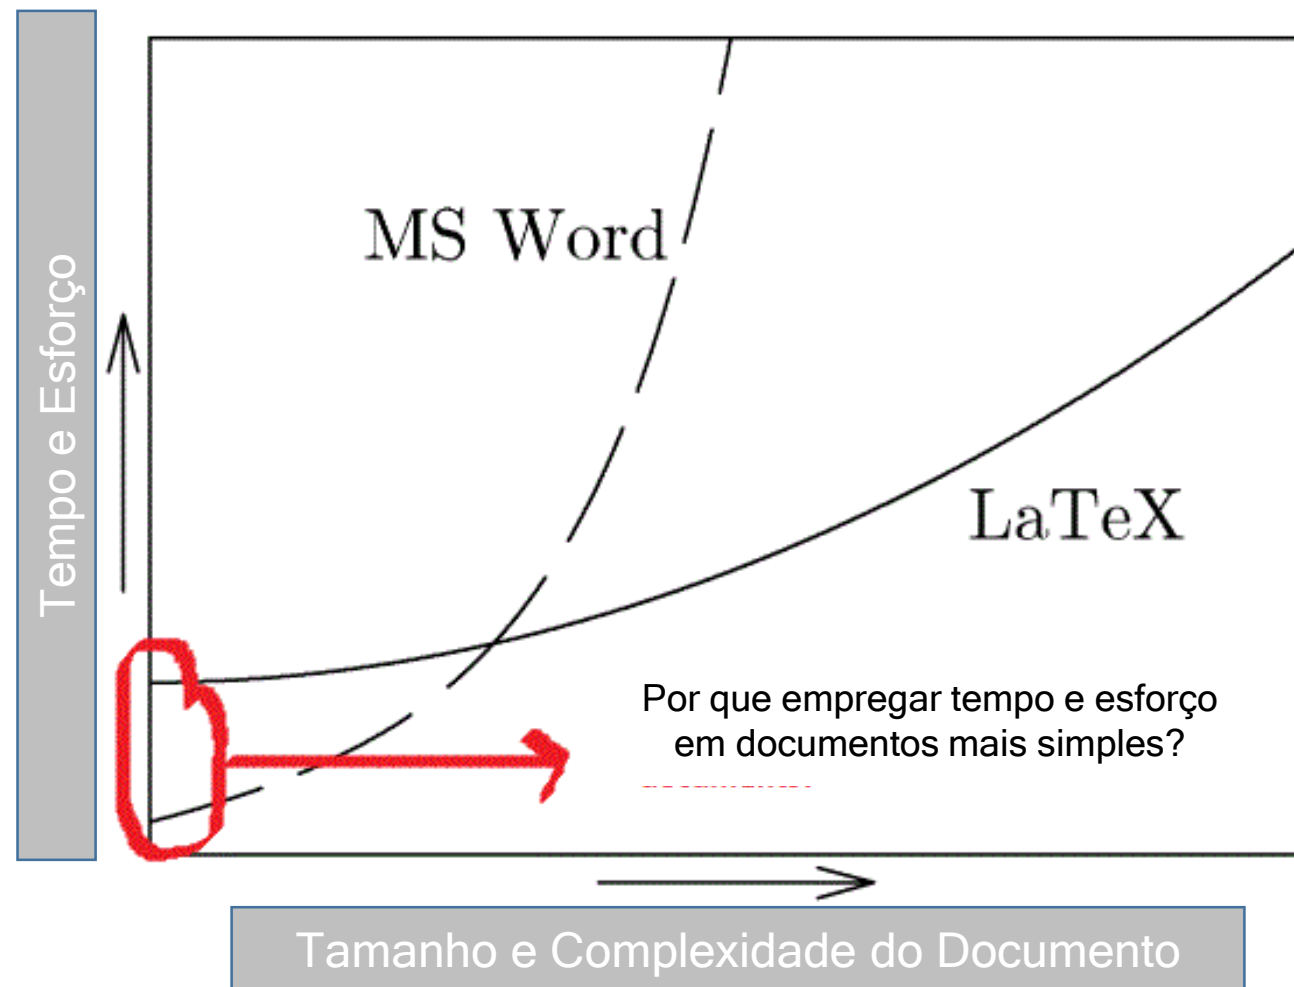 Tempo e Esforço
MS Word
LaTeX
Por que empregar tempo e esforço
em documentos mais simples?
Tamanho e Complexidade do Documento